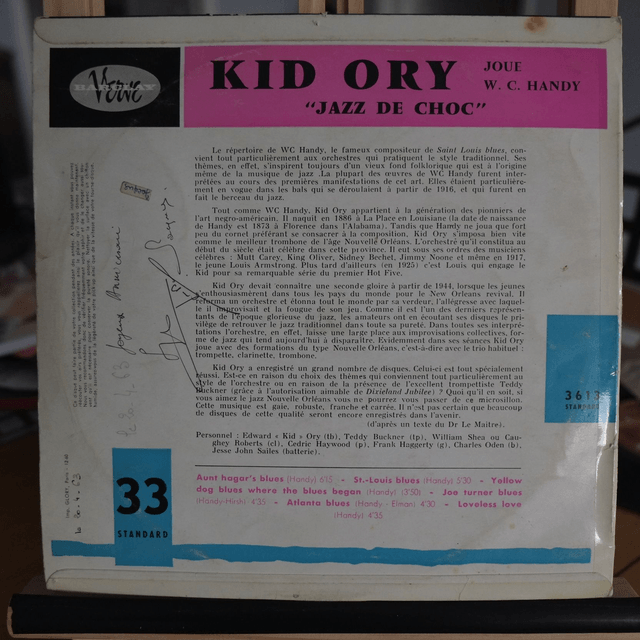 Verve
BARCLAY
KID ORY
JOUE
W. C. HANDY
“JAZZ DE CHOC”
Le répertoire de WC Handy, le fameux compositeur de Saint Louis blues, con-
vient tout particulièrement aux orchestres qui pratiquent le style traditionnel. Ses
thèmes, en effet, s'inspirent toujours d'un vieux fond folklorique qui est à l'origine
même de la musique de jazz .La plupart des œuvres de WC Handy furent inter-
prétées au cours des premières manifestations de cet art. Elles étaient particulière-
ment en vogue dans les bals qui se déroulaient à partir de 1916, et qui furent en
fait le berceau du jazz.
Tout comme WC Handy, Kid Ory appartient à la génération des pionniers de
l'art negro-américain. Il naquit en 1886 à La Place en Louisiane (la date de naissance
de Handy est 1873 à Florence dans l'Alabama). Tandis que Hamdy ne joua que fort
peu du cornet préférant se consacrer à la composition, Kid Ory s'imposa bien vite
comme le meilleur trombone de l'âge Nouvelle Orléans. L'orchestre qu'il constitua au
début du siècle était célèbre dans cette province. Il eut sous ses ordres des musiciens
célèbres : Mutt Carey, King Oliver, Sidney Bechet, Jimmy Noone et même en 1917,
le jeune Louis Armstrong. Plus tard d'ailleurs (en 1925) c'est Louis qui engage le
Kid pour sa remarquable série du premier Hot Five.
Kid Ory devait connaître une seconde gloire à partir de 1944, lorsque les jeunes
s'enthousiasmèrent dans tous les pays du monde pour le New Orleans revival. Il
reforma un orchestre et étonna tout le monde par sa verdeur, l'allégresse avec laquel-
le il improvisait et la fougue de son jeu. Comme il est l'un des derniers représen-
tants de l'époque glorieuse du jazz, les amateurs ont en écoutant ses disques le pri-
vilège de retrouver le jazz traditionnel dans toute sa pureté. Dans toutes ses interpré-
tations l'orchestre, en effet, laisse une large place aux improvisations collectives, for-
me de jazz qui tend aujourd'hui à disparaître. Evidemment dans ses séances Kid Ory
joue avec des formations du type Nouvelle Orléans, c'est-à-dire avec le trio habituel :
trompette, clarinette, trombone.
Kid Ory a enregistré un grand nombre de disques. Celui-ci est tout spécialement
réussi. Est-ce en raison du choix des thèmes qui conviennent tout particulièrement au
style de l'orchestre ou en raison de la présence de l'excellent trompettiste Teddy
Buckner (grâce à l'autorisation aimable de Dixieland Jubilee) ? Quoi qu'il en soit, si
vous aimez le jazz Nouvelle Orléans vous ne pourrez vous passer de ce microsillon.
Cette musique est gaie, robuste, franche et carrée. Il n'est pas certain que beaucoup
de disques de cette qualité seront encore enregistrés dans l'avenir.
(d'après un texte du Dr Le Maitre).
Personnel : Edward « Kid » Ory (tb), Teddy Buckner (tp), William Shea ou Cau-
ghey Roberts (cl), Cedric Haywood (p), Frank Haggerty (g), Charles Oden (b),
Jesse John Sailes (batterie).
Aunt hagar's blues (Handy) 6'15 - St.-Louis blues (Handy) 5'30 - Yellow
dog blues where the blues began (Handy) (3'50) - Joe turner blues
(Handy-Hirsh) 4'35 - Atlanta blues (Handy - Elman) 4'30 - Loveless love
(Handy) 4'35
3613
STANDARD
33
STANDARD